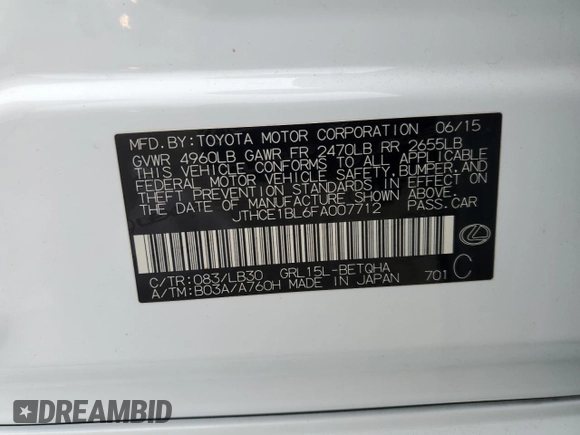 MFD.BY:TOYOTA MOTOR CORPORATION 06/15
GVWR 4960LB GAWR FR 2470LB RR 2655LB
THIS VEHICLE CONFORMS TO ALL APPLICABLE
FEDERAL MOTOR VEHICLE SAFETY,BUMPER,AND
THEFT PREVENTION STANDARDS IN EFFECT ON
THE DATE OF MANUFACTURE SHOWN ABOVE.
JTHCE1BL6FA007712 PASS.CAR
C/TR:083/LB30 GRL15L-BETQHA
A/TM:B03A/A760H MADE IN JAPAN 701 C
DREAMBID